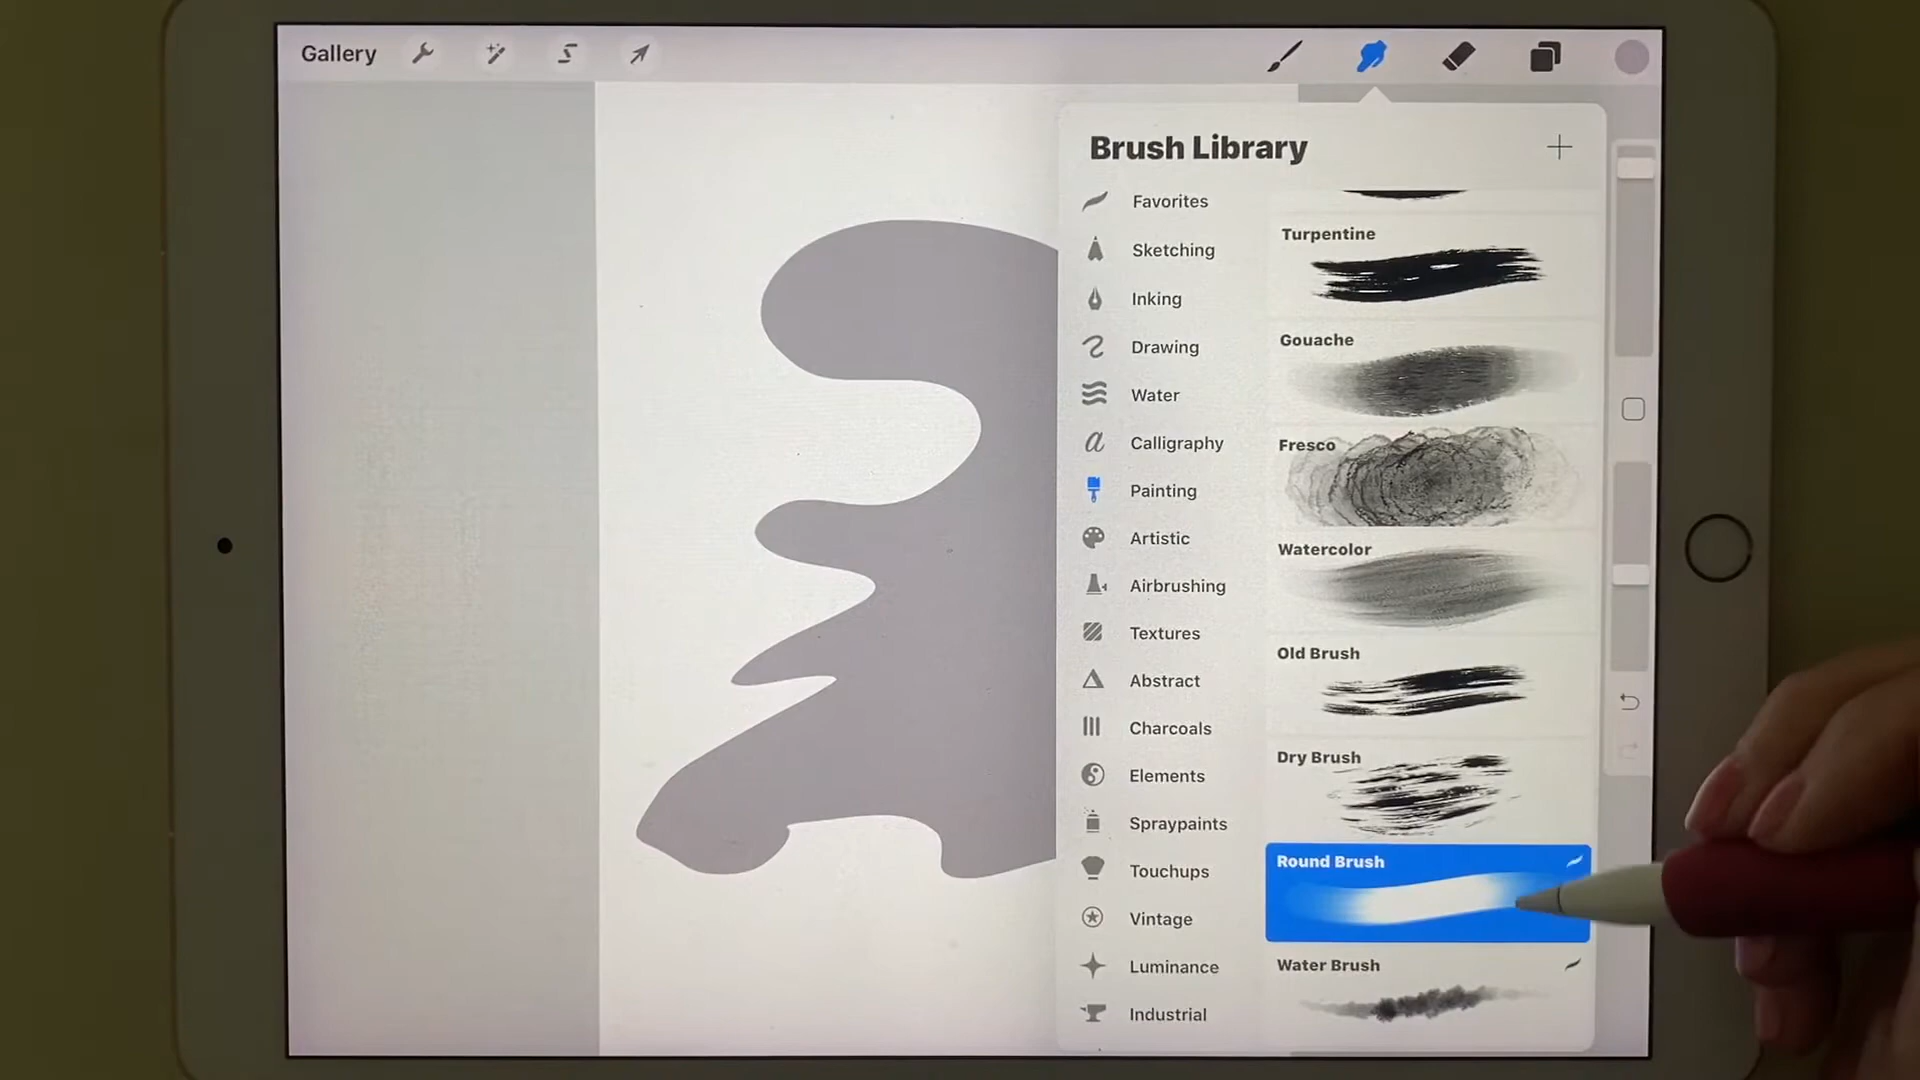 Gallery
Brush Library
Favorites
Sketching
Inking
Drawing
Water
Calligraphy
Painting
Artistic
Airbrushing
Textures
Abstract
Charcoals
Elements
Spraypaints
Touchups
Vintage
Luminance
Industrial
Turpentine
Gouache
Fresco
Watercolor
Old Brush
Dry Brush
Round Brush
Water Brush